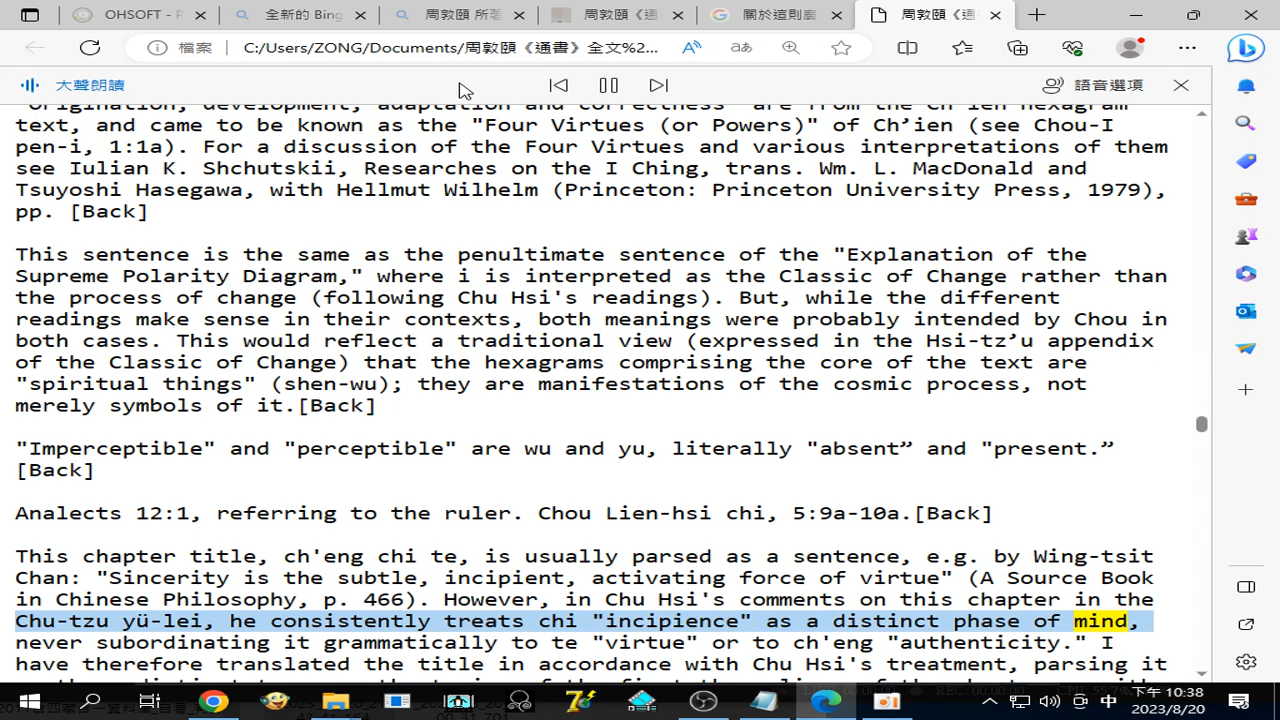 OHSOFT - P
全新的 Bing
周敦頤 所著
周敦頤《通
關於這則廣
周敦頤《通
檔案
C:/Users/ZONG/Documents/周敦頤《通書》全文%2...
大聲朗讀
語音選項
"Origination, development, adaptation and correctness" are from the Ch'ien hexagram
text, and came to be known as the "Four Virtues (or Powers)" of Ch’ien (see Chou-I
pen-i, 1:1a). For a discussion of the Four Virtues and various interpretations of them
see Iulian K. Shchutskii, Researches on the I Ching, trans. Wm. L. MacDonald and
Tsuyoshi Hasegawa, with Hellmut Wilhelm (Princeton: Princeton University Press, 1979),
pp. [Back]
This sentence is the same as the penultimate sentence of the "Explanation of the
Supreme Polarity Diagram," where i is interpreted as the Classic of Change rather than
the process of change (following Chu Hsi's readings). But, while the different
readings make sense in their contexts, both meanings were probably intended by Chou in
both cases. This would reflect a traditional view (expressed in the Hsi-tz’u appendix
of the Classic of Change) that the hexagrams comprising the core of the text are
"spiritual things" (shen-wu); they are manifestations of the cosmic process, not
merely symbols of it.[Back]
"Imperceptible" and "perceptible" are wu and yu, literally "absent” and "present.”
[Back]
Analects 12:1, referring to the ruler. Chou Lien-hsi chi, 5:9a-10a.[Back]
This chapter title, ch'eng chi te, is usually parsed as a sentence, e.g. by Wing-tsit
Chan: "Sincerity is the subtle, incipient, activating force of virtue" (A Source Book
in Chinese Philosophy, p. 466). However, in Chu Hsi's comments on this chapter in the
Chu-tzu yü-lei, he consistently treats chi "incipience" as a distinct phase of mind,
never subordinating it grammatically to te "virtue" or to ch'eng "authenticity." I
have therefore translated the title in accordance with Chu Hsi's treatment, parsing it
中
下午 10:38
2023/8/20